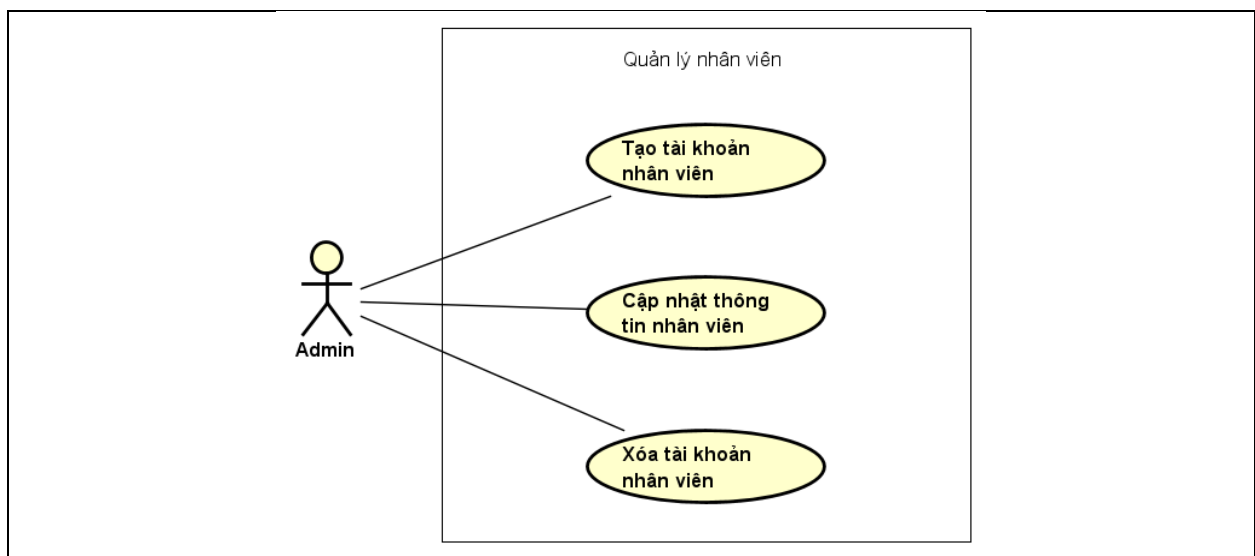 Quản lý nhân viên
Tạo tài khoản
nhân viên
Cập nhật thông
tin nhân viên
Admin
Xóa tài khoản
nhân viên